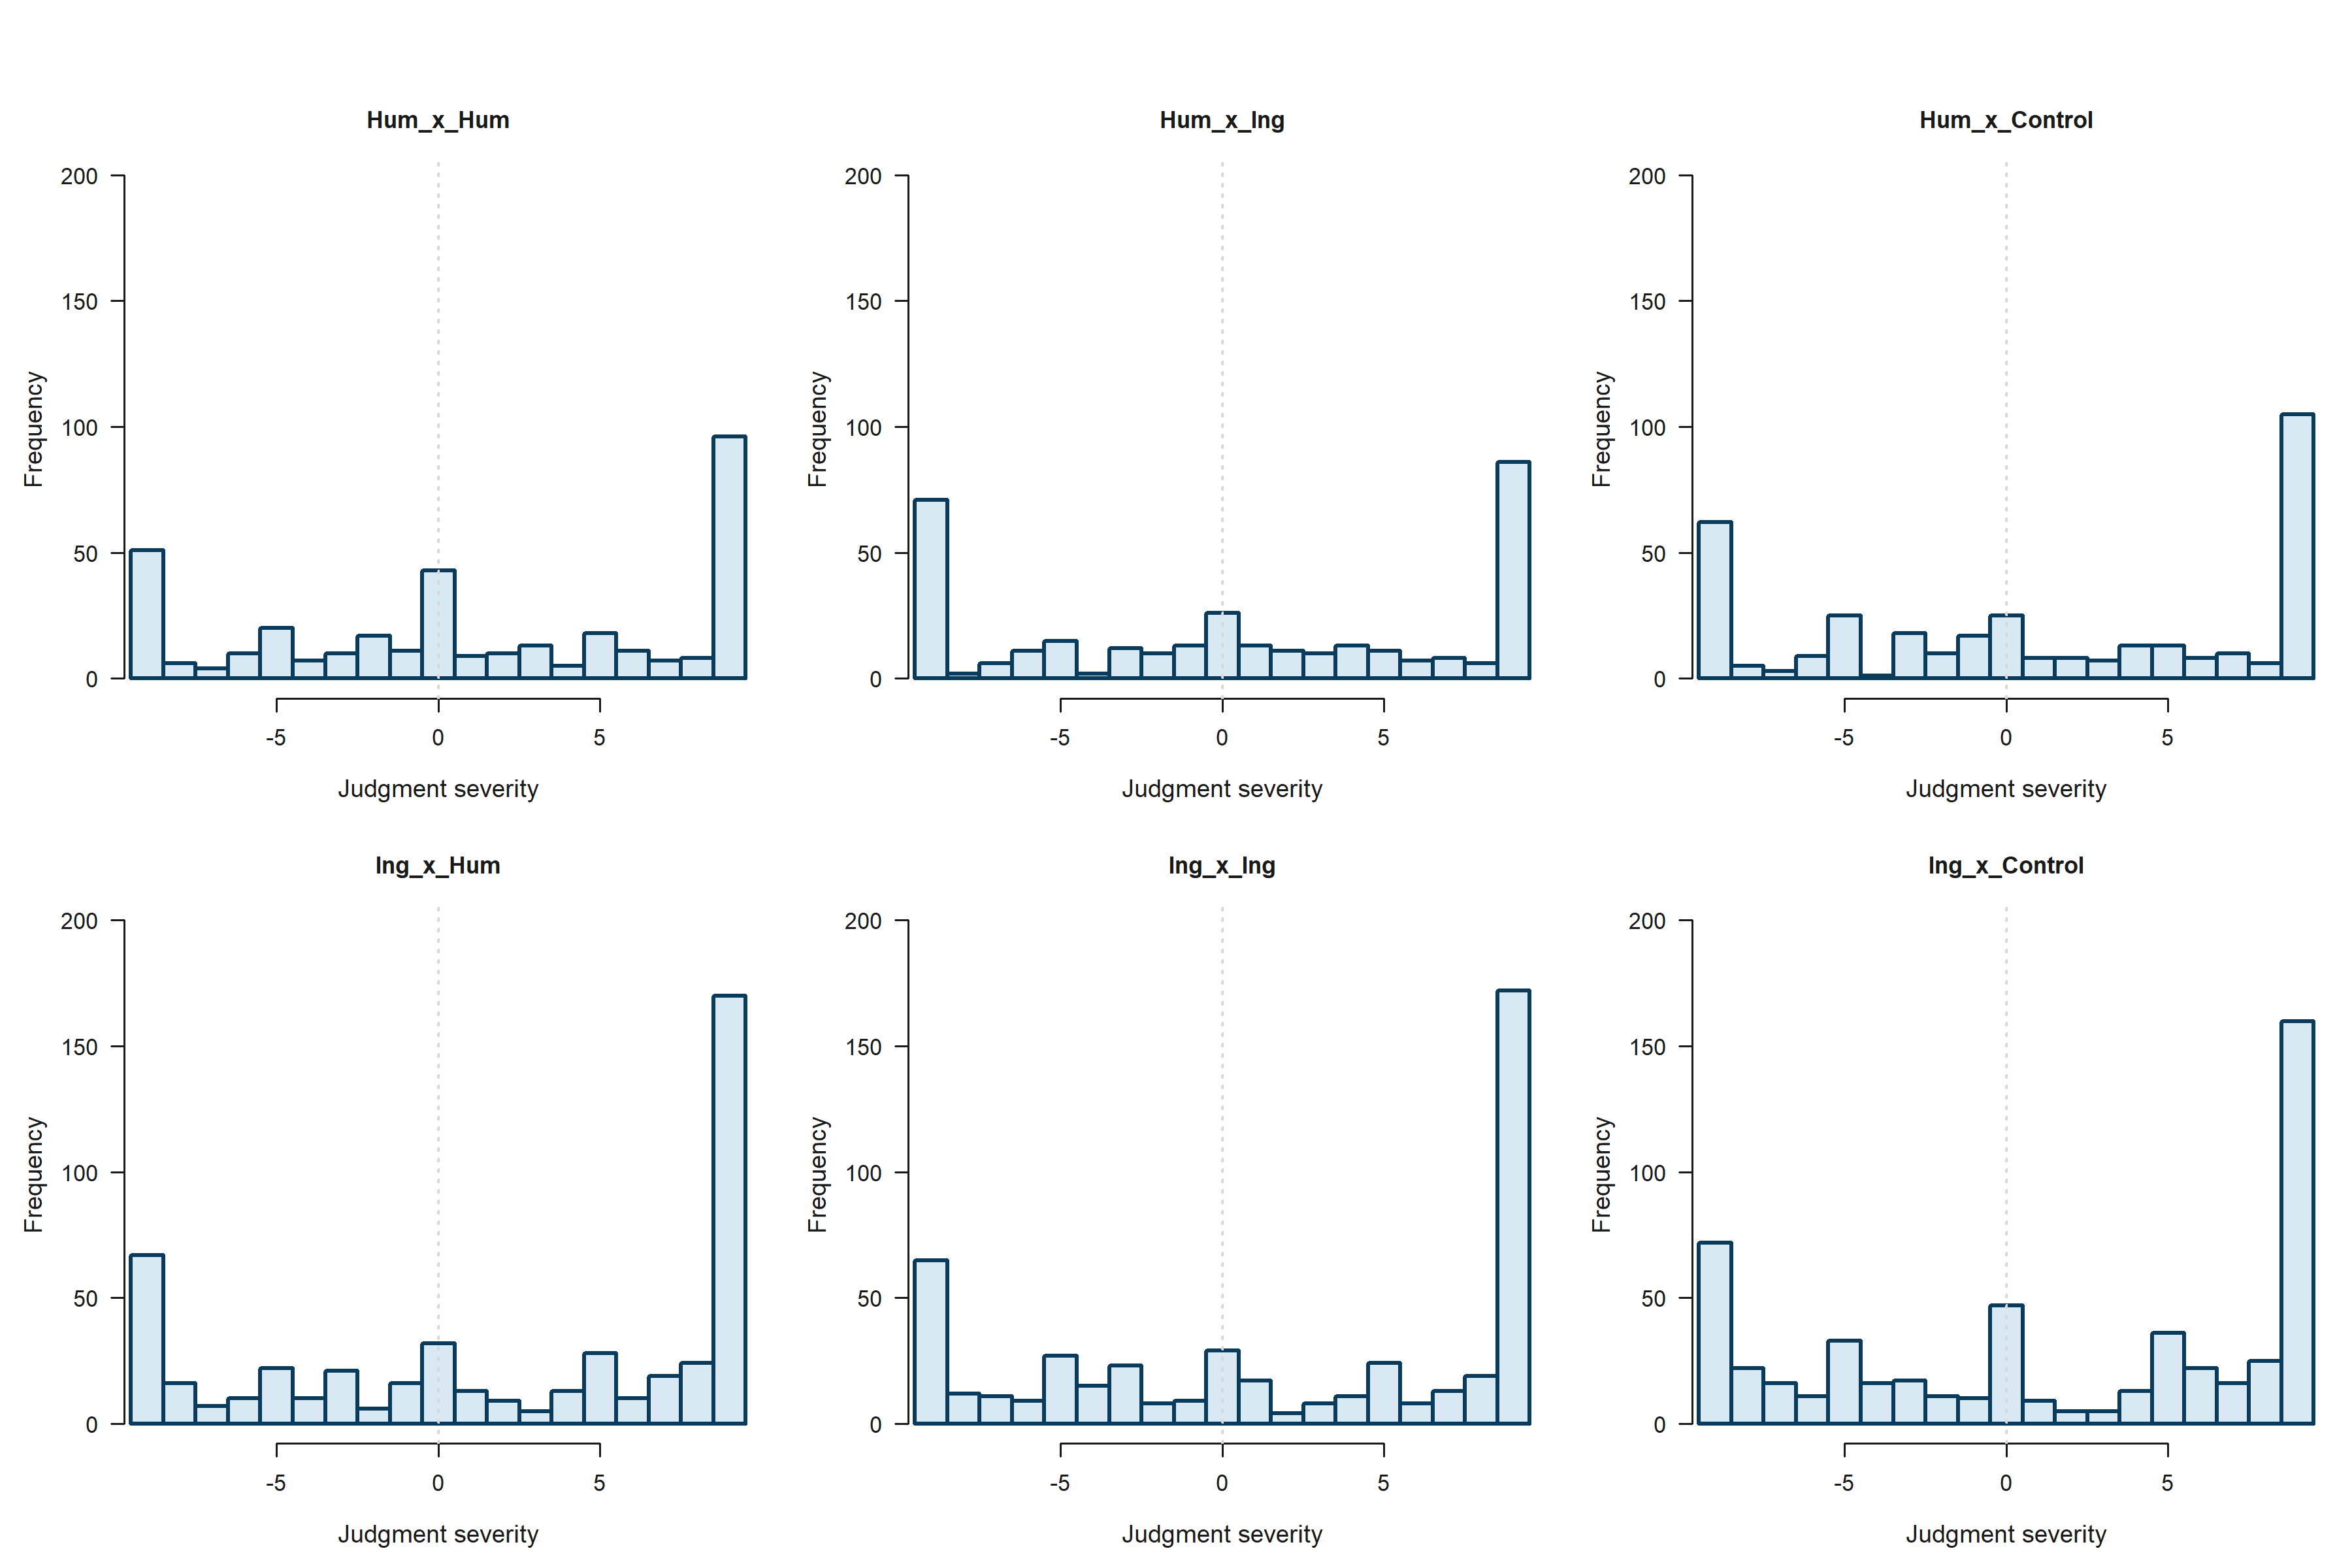 Hum_x_Hum
200
150
100
50
0
Frequency
-5 0 5
Judgment severity
Hum_x_Ing
200
150
100
50
0
Frequency
-5 0 5
Judgment severity
Hum_x_Control
200
150
100
50
0
Frequency
-5 0 5
Judgment severity
Ing_x_Hum
200
150
100
50
0
Frequency
-5 0 5
Judgment severity
Ing_x_Ing
200
150
100
50
0
Frequency
-5 0 5
Judgment severity
Ing_x_Control
200
150
100
50
0
Frequency
-5 0 5
Judgment severity